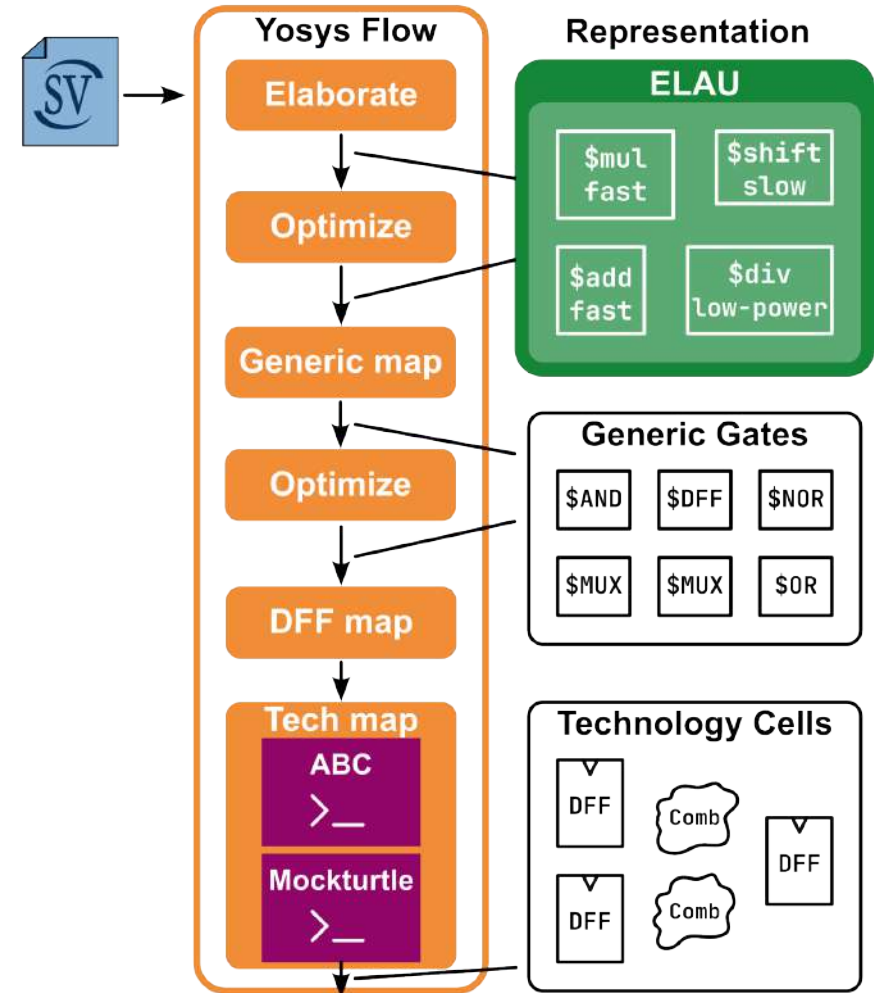 Yosys Flow
Representation
SV
Elaborate
Optimize
Generic map
Optimize
DFF map
Tech map
ABC
>_
Mockturtle
>_
ELAU
$mul
fast
$shift
slow
$add
fast
$div
low-power
Generic Gates
$AND
$DFF
$NOR
$MUX
$MUX
$OR
Technology Cells
DFF
Comb
DFF
DFF
Comb